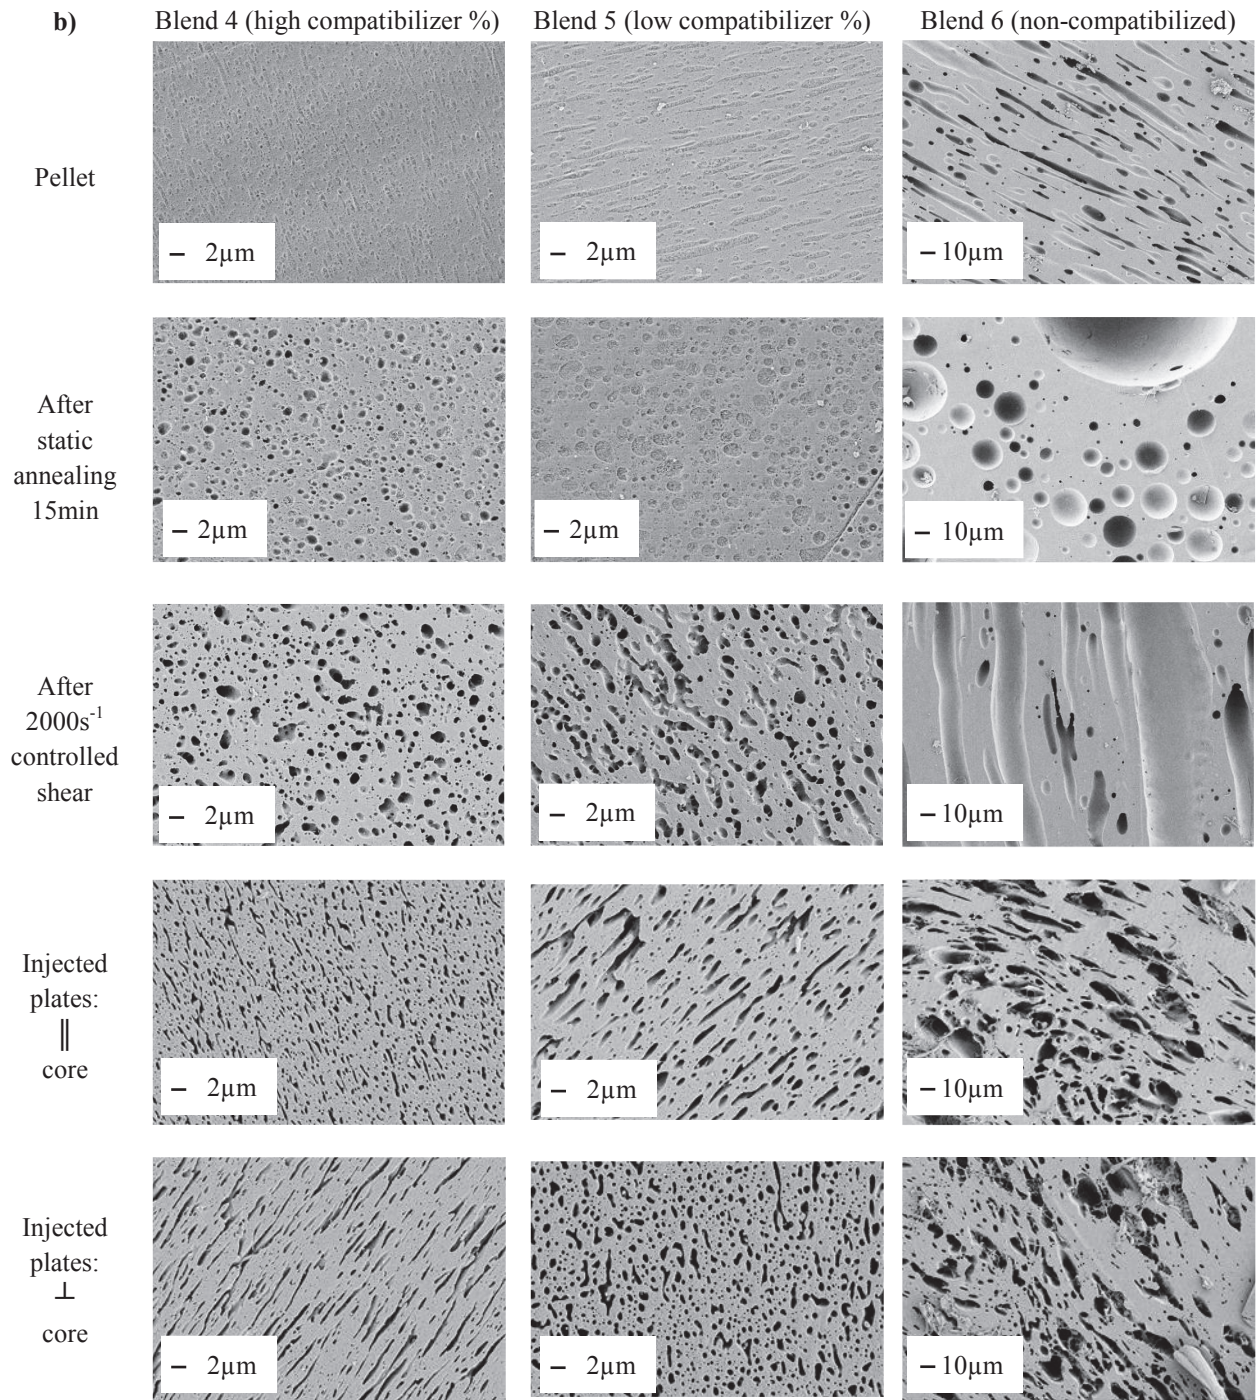 b) Blend 4 (high compatibilizer %) Blend 5 (low compatibilizer %) Blend 6 (non-compatibilized)
Pellet
2µm 2µm 10µm
After
static
annealing
15min
2µm 2µm 10µm
After
2000s⁻¹
controlled
shear
2µm 2µm 10µm
Injected
plates:
∥
core
2µm 2µm 10µm
Injected
plates:
⊥
core
2µm 2µm 10µm